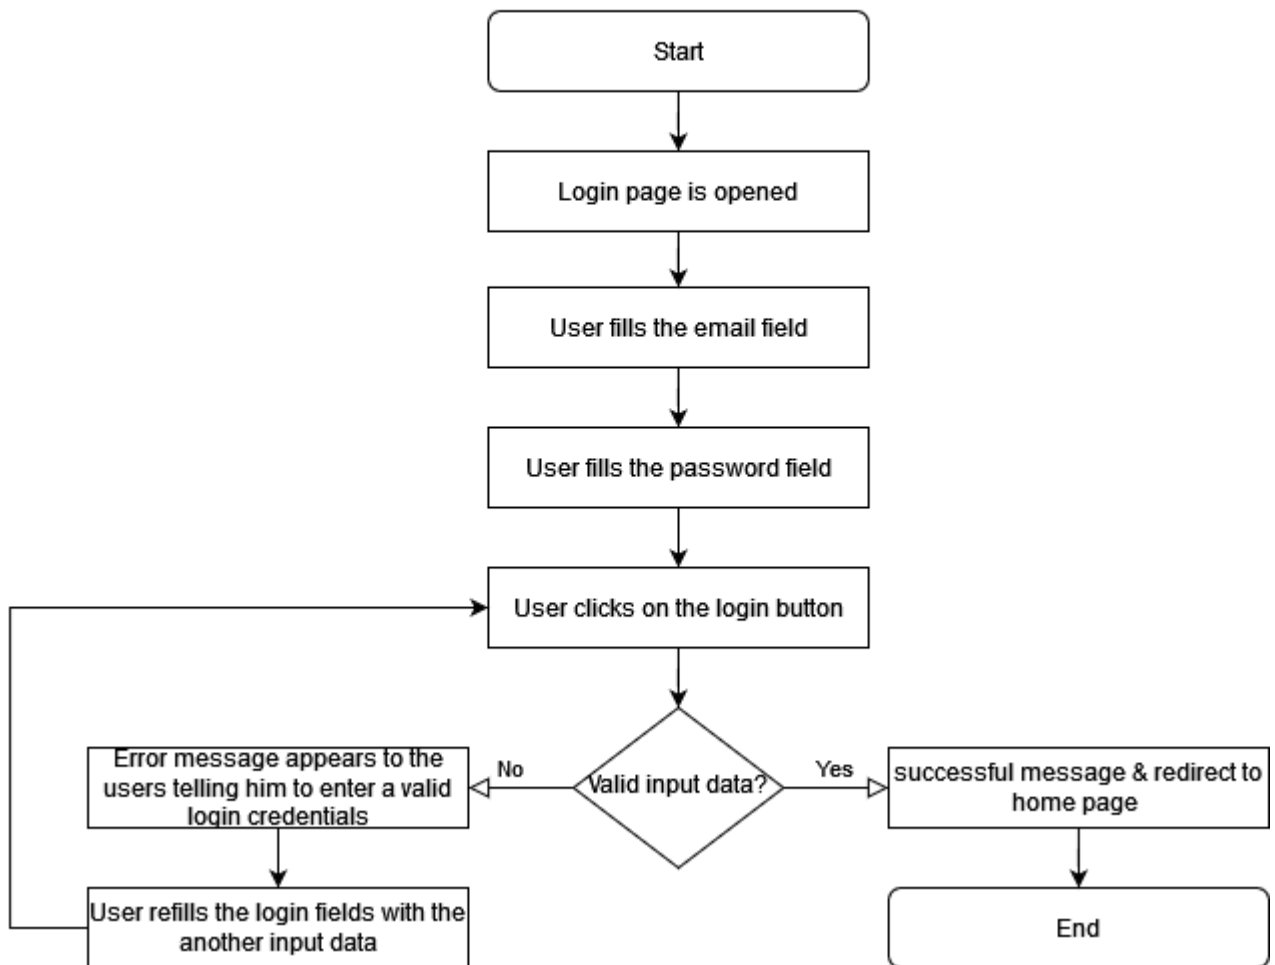 Start
Login page is opened
User fills the email field
User fills the password field
User clicks on the login button
Valid input data?
No
Yes
Error message appears to the
users telling him to enter a valid
login credentials
successful message & redirect to
home page
User refills the login fields with the
another input data
End